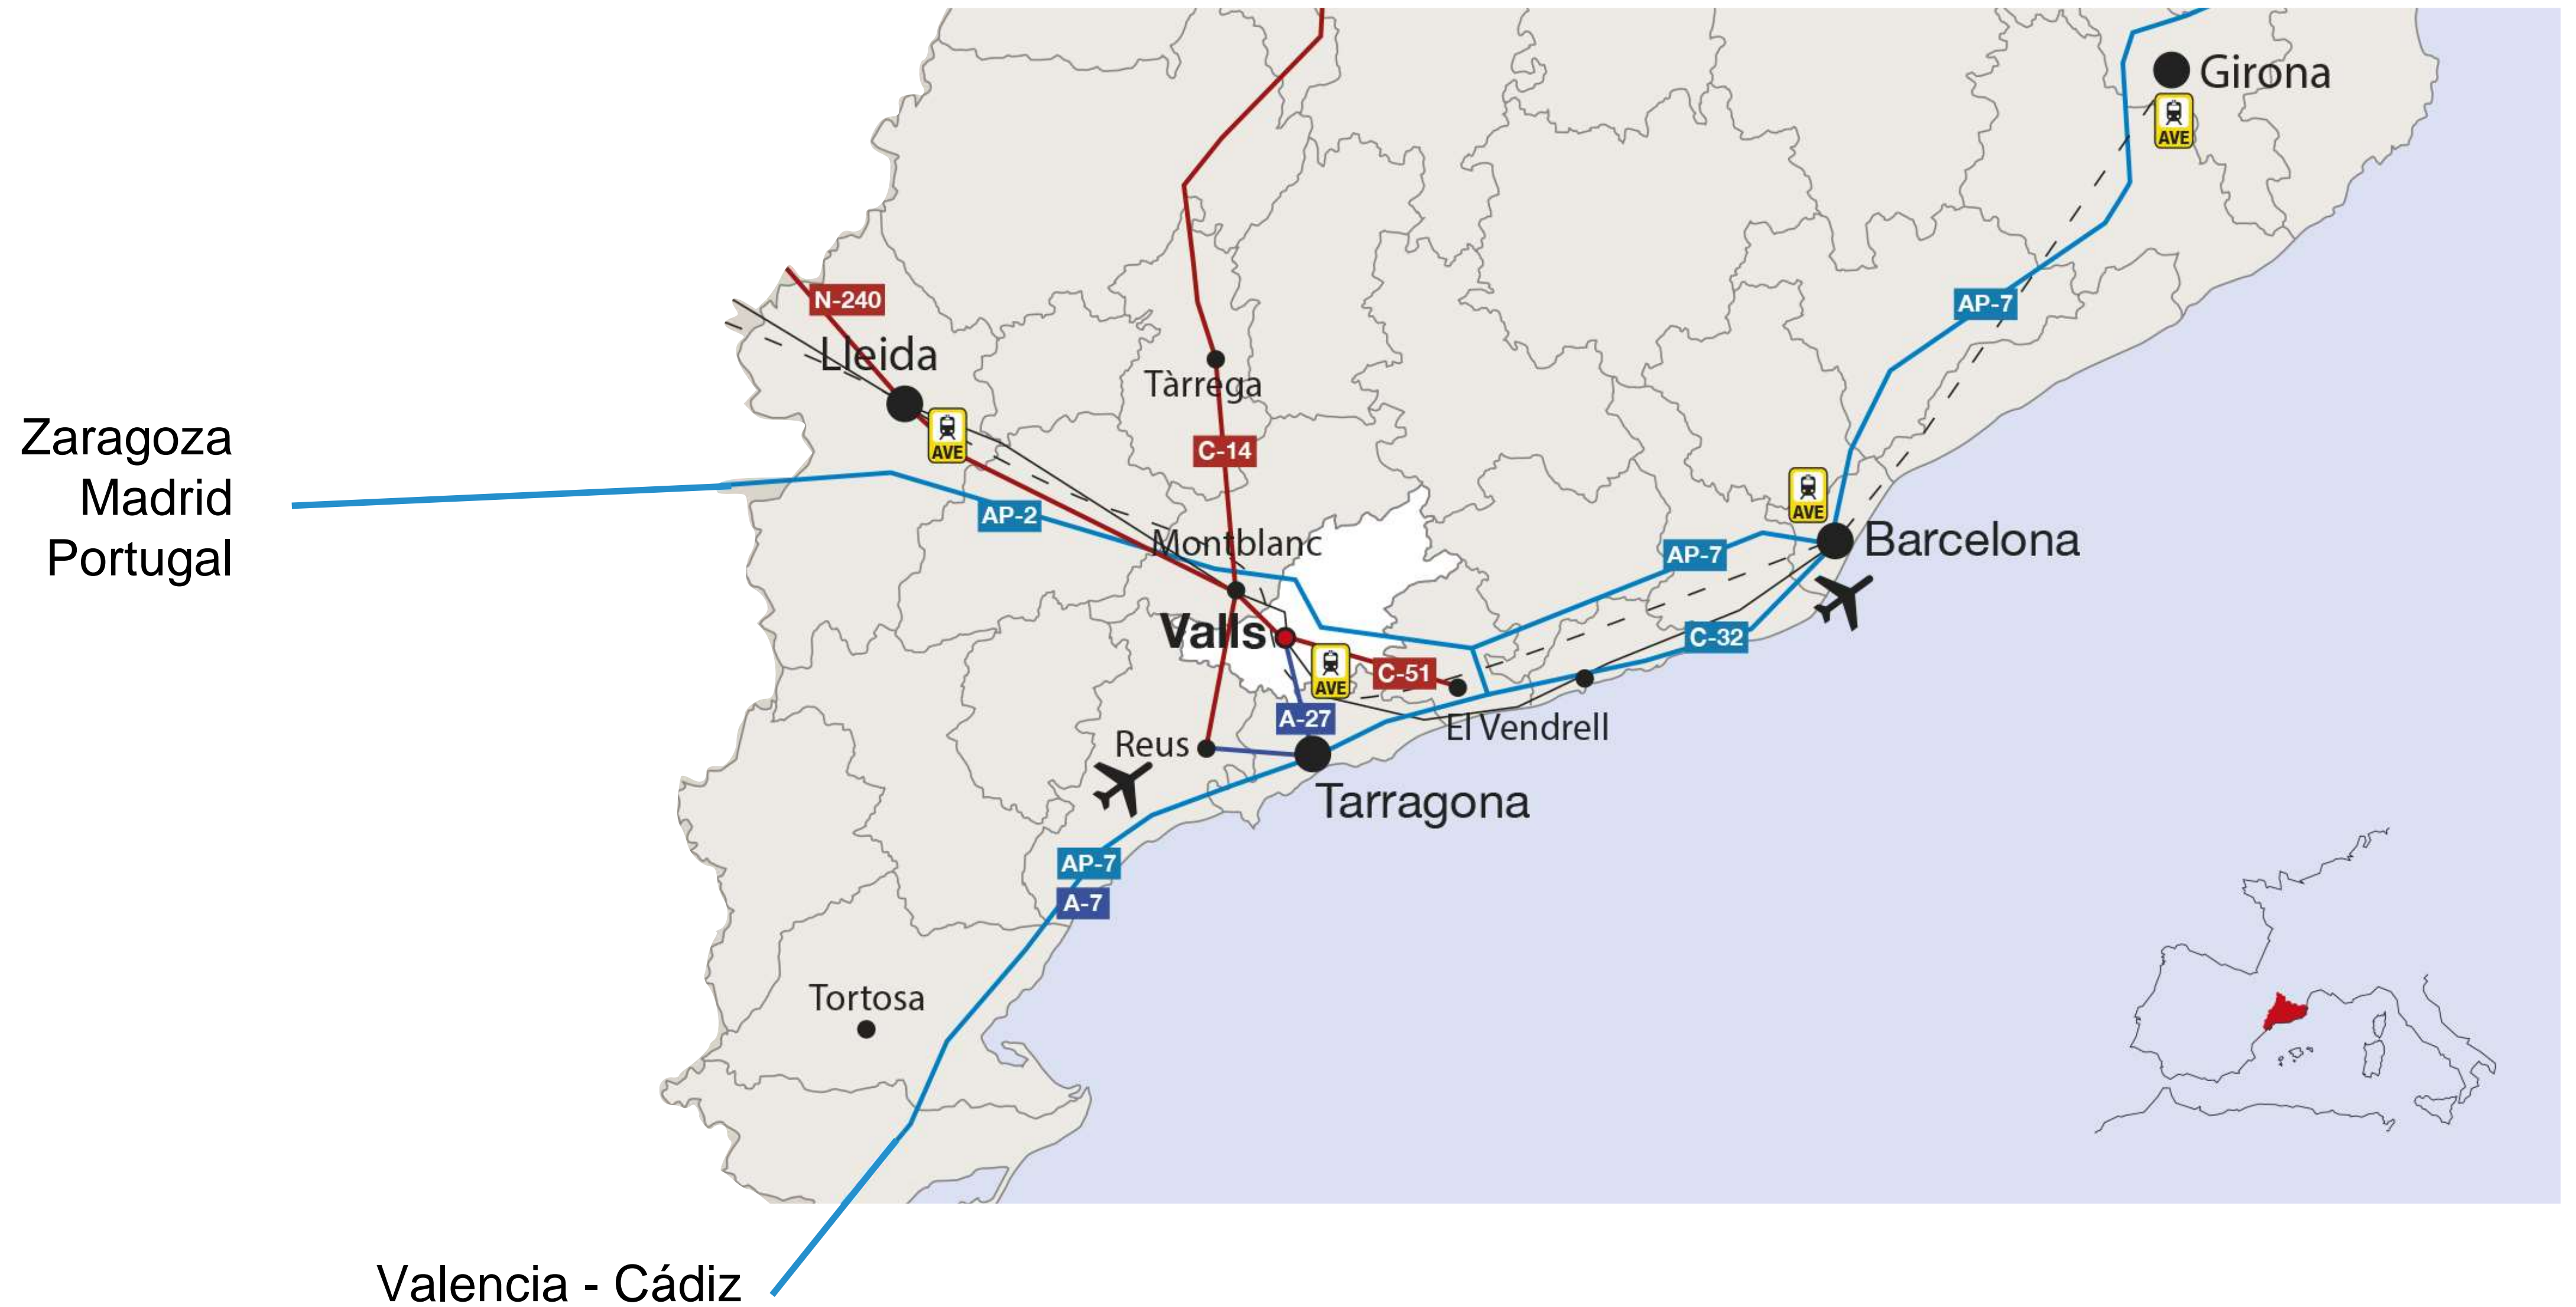 Girona
AVE
N-240
AP-7
Lleida
Tàrrega
Zaragoza
Madrid
Portugal
AVE
C-14
AVE
AP-2
Montblanc
Barcelona
AP-7
Valls
C-32
AVE
C-51
A-27
El Vendrell
Reus
Tarragona
AP-7
A-7
Tortosa
Valencia - Cádiz